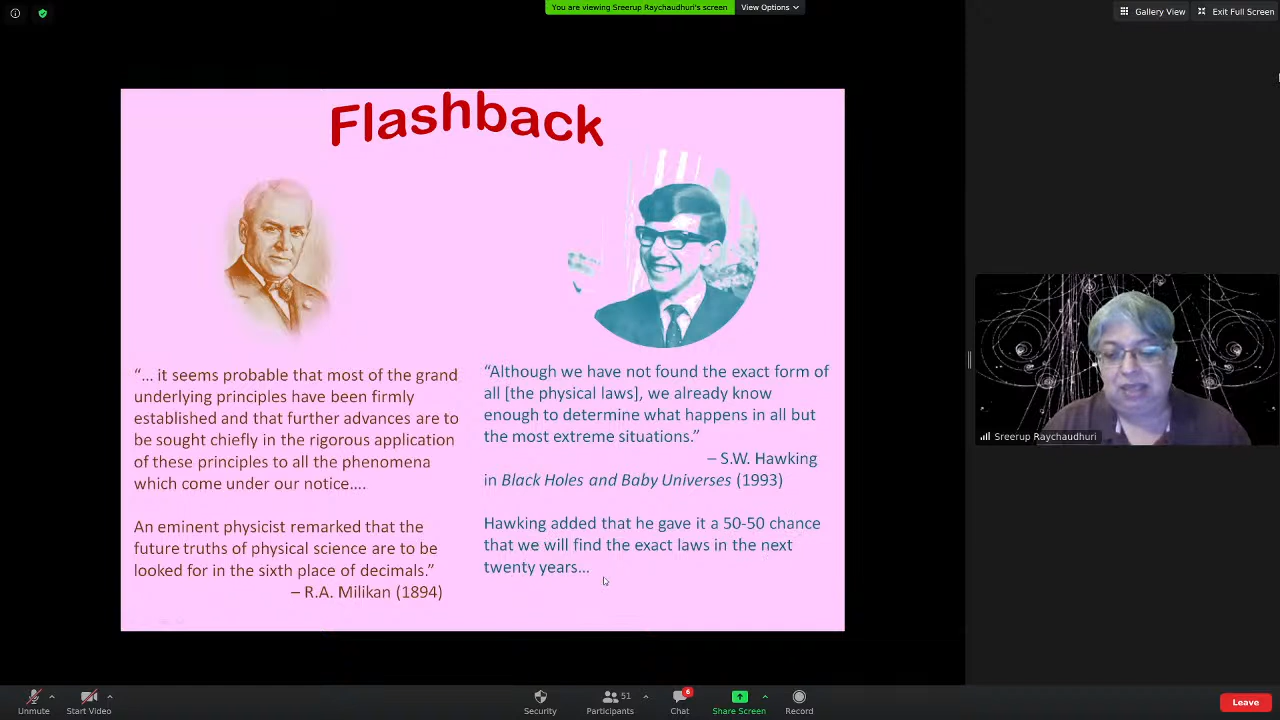 You are viewing Sreerup Raychaudhuri's screen
View Options
Gallery View
Exit Full Screen
Flashback
“... it seems probable that most of the grand
underlying principles have been firmly
established and that further advances are to
be sought chiefly in the rigorous application
of these principles to all the phenomena
which come under our notice....
An eminent physicist remarked that the
future truths of physical science are to be
looked for in the sixth place of decimals.”
– R.A. Milikan (1894)
“Although we have not found the exact form of
all [the physical laws], we already know
enough to determine what happens in all but
the most extreme situations.”
– S.W. Hawking
in Black Holes and Baby Universes (1993)
Hawking added that he gave it a 50-50 chance
that we will find the exact laws in the next
twenty years…
Sreerup Raychaudhuri
Unmute
Start Video
Security
51
Participants
6
Chat
Share Screen
Record
Leave